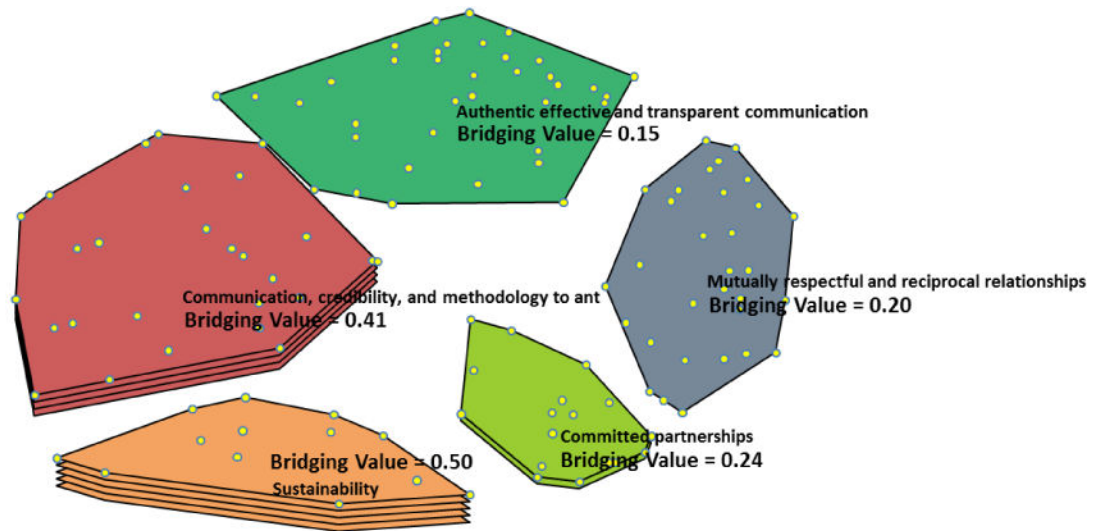 Authentic effective and transparent communication
Bridging Value = 0.15
Mutually respectful and reciprocal relationships
Bridging Value = 0.20
Communication, credibility, and methodology to ant
Bridging Value = 0.41
Committed partnerships
Bridging Value = 0.24
Bridging Value = 0.50
Sustainability